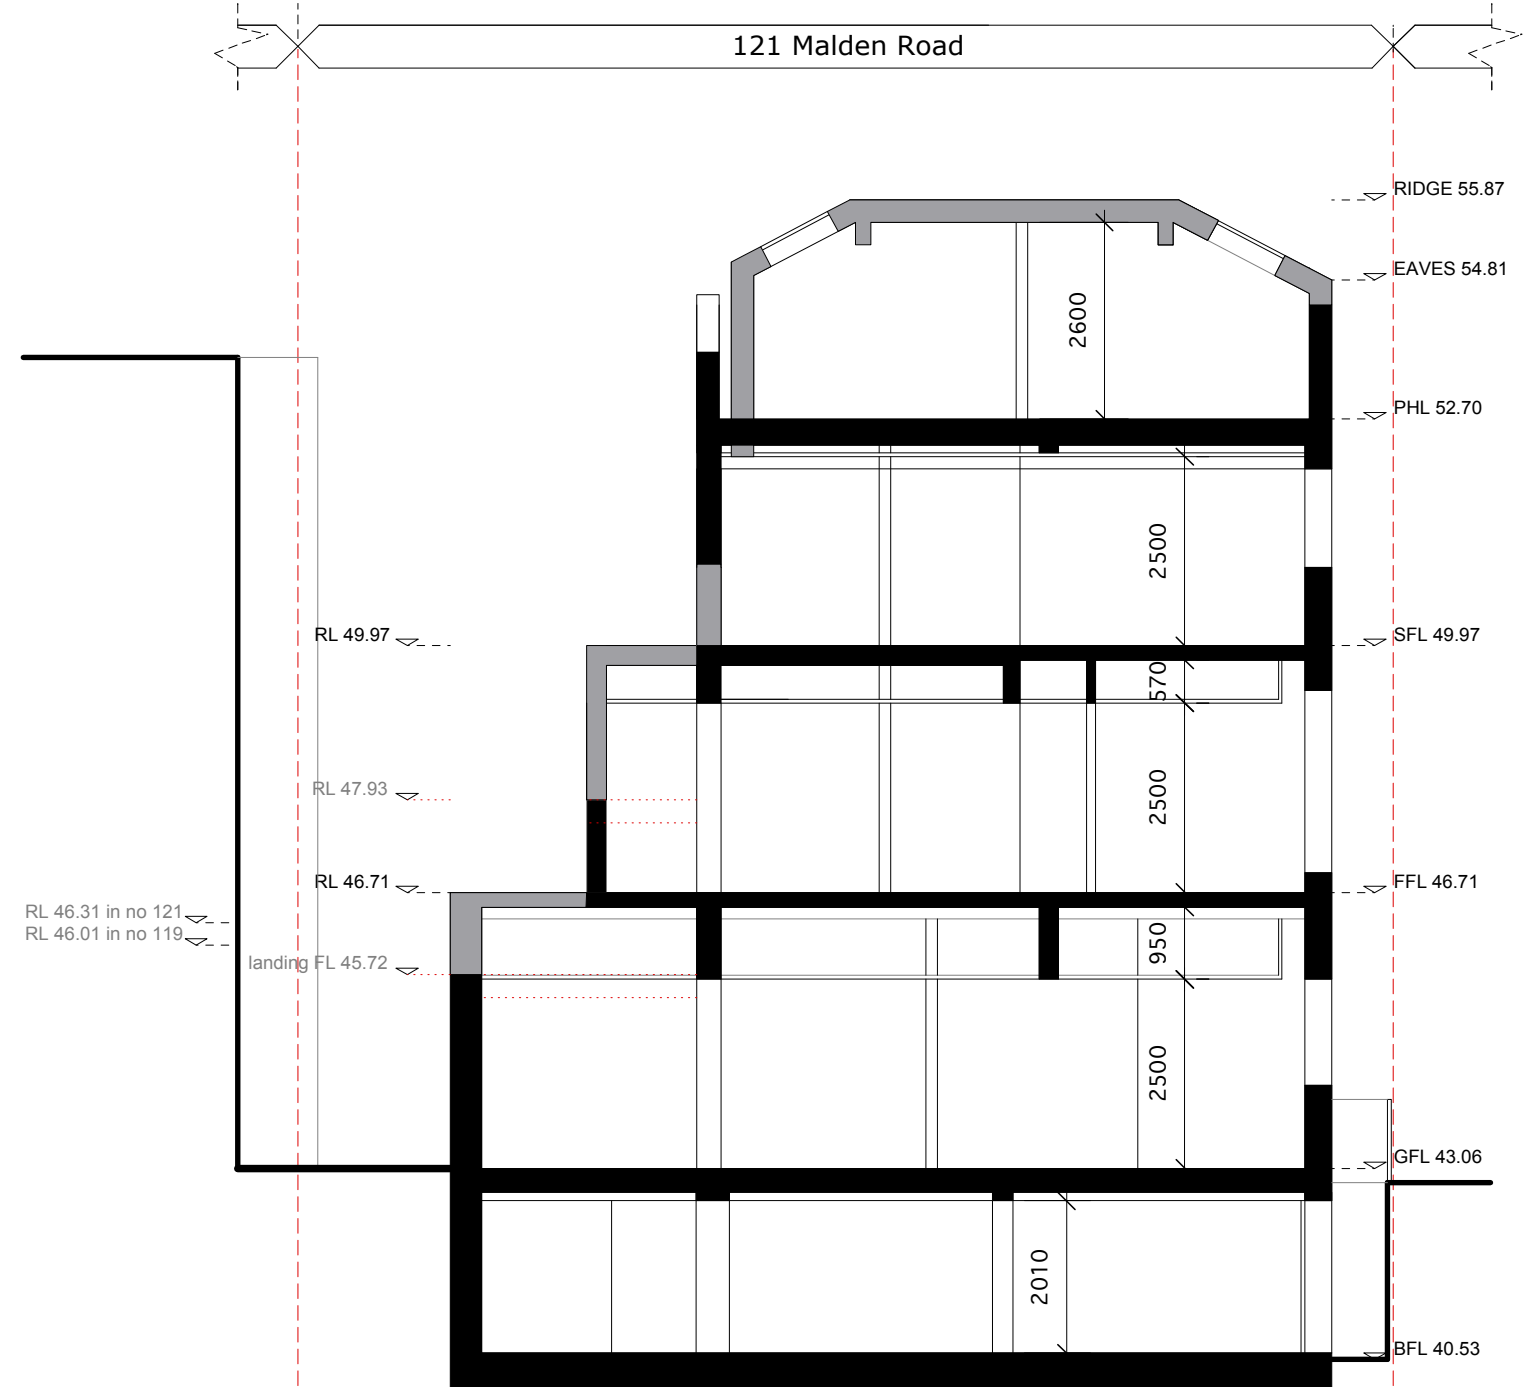 121 Malden Road
RIDGE 55.87
EAVES 54.81
2600
PHL 52.70
2500
RL 49.97
SFL 49.97
570
RL 47.93
2500
RL 46.71
FFL 46.71
RL 46.31 in no 121
RL 46.01 in no 119
950
landing FL 45.72
2500
GFL 43.06
2010
BFL 40.53